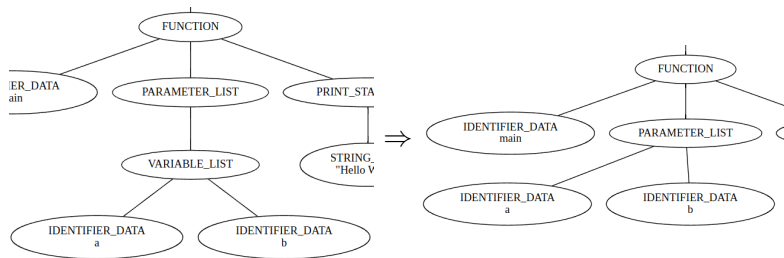 FUNCTION
ER_DATA
ain
PARAMETER_LIST
PRINT_STA
VARIABLE_LIST
STRING_
"Hello W
IDENTIFIER_DATA
a
IDENTIFIER_DATA
b
⇒
FUNCTION
IDENTIFIER_DATA
main
PARAMETER_LIST
IDENTIFIER_DATA
a
IDENTIFIER_DATA
b